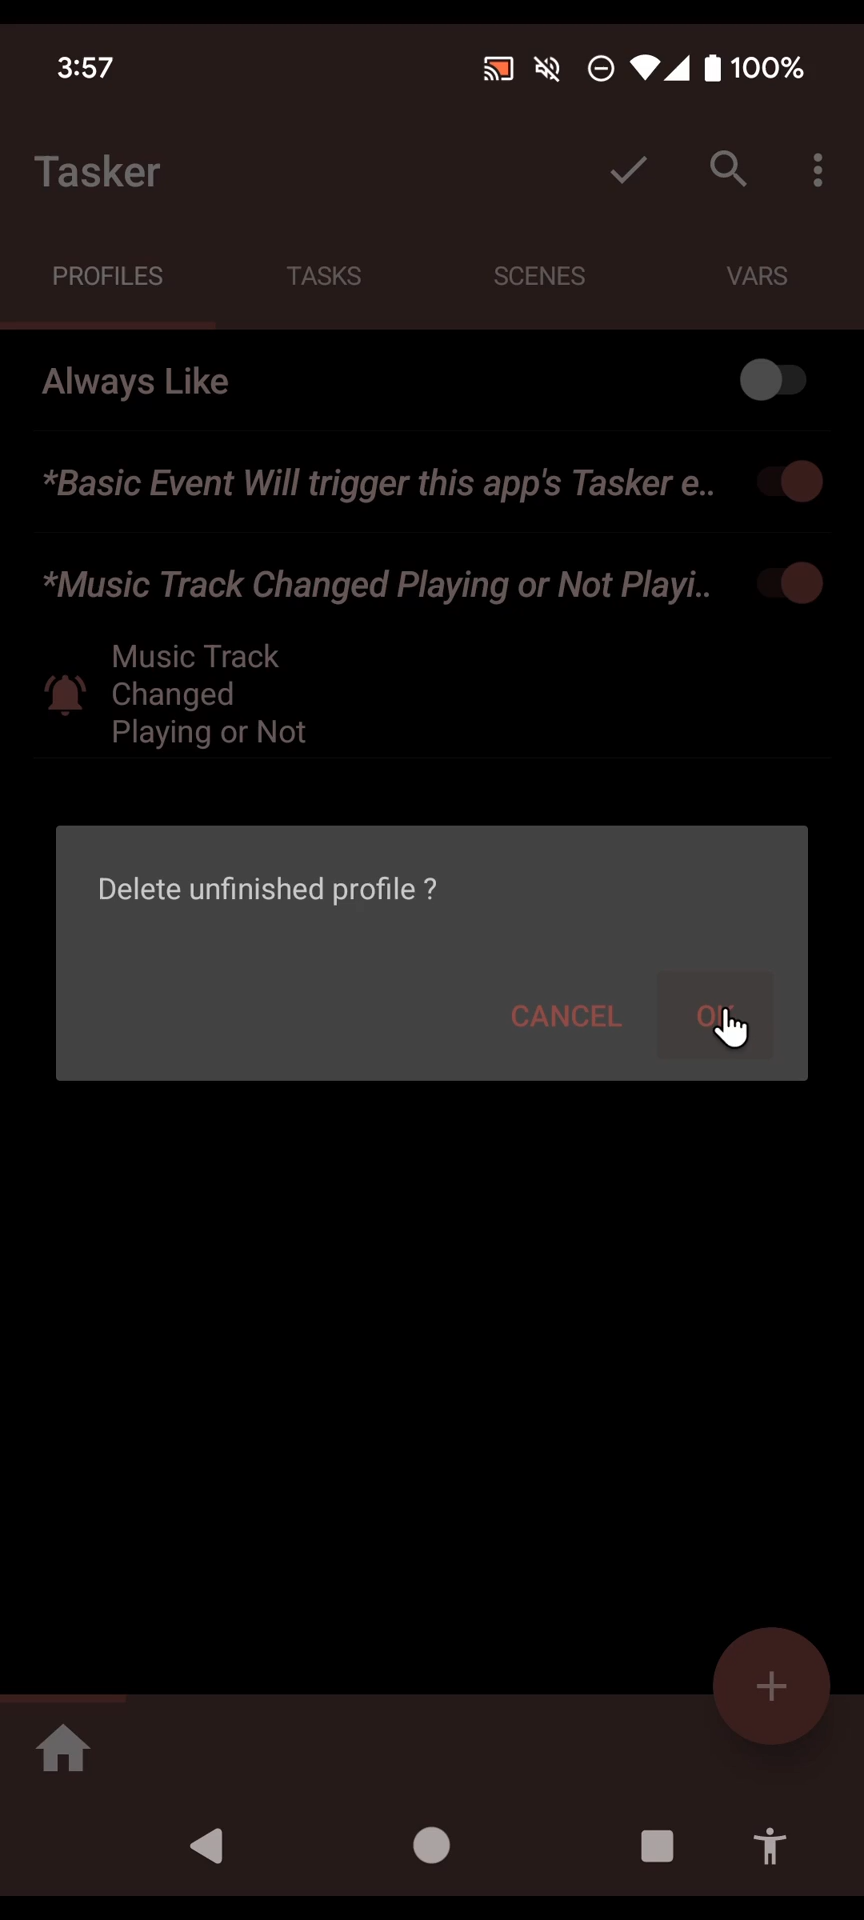 3:57
100%
Tasker
PROFILES
TASKS
SCENES
VARS
Always Like
*Basic Event Will trigger this app's Tasker e..
*Music Track Changed Playing or Not Playi..
Music Track
Changed
Playing or Not
Delete unfinished profile ?
CANCEL
OK